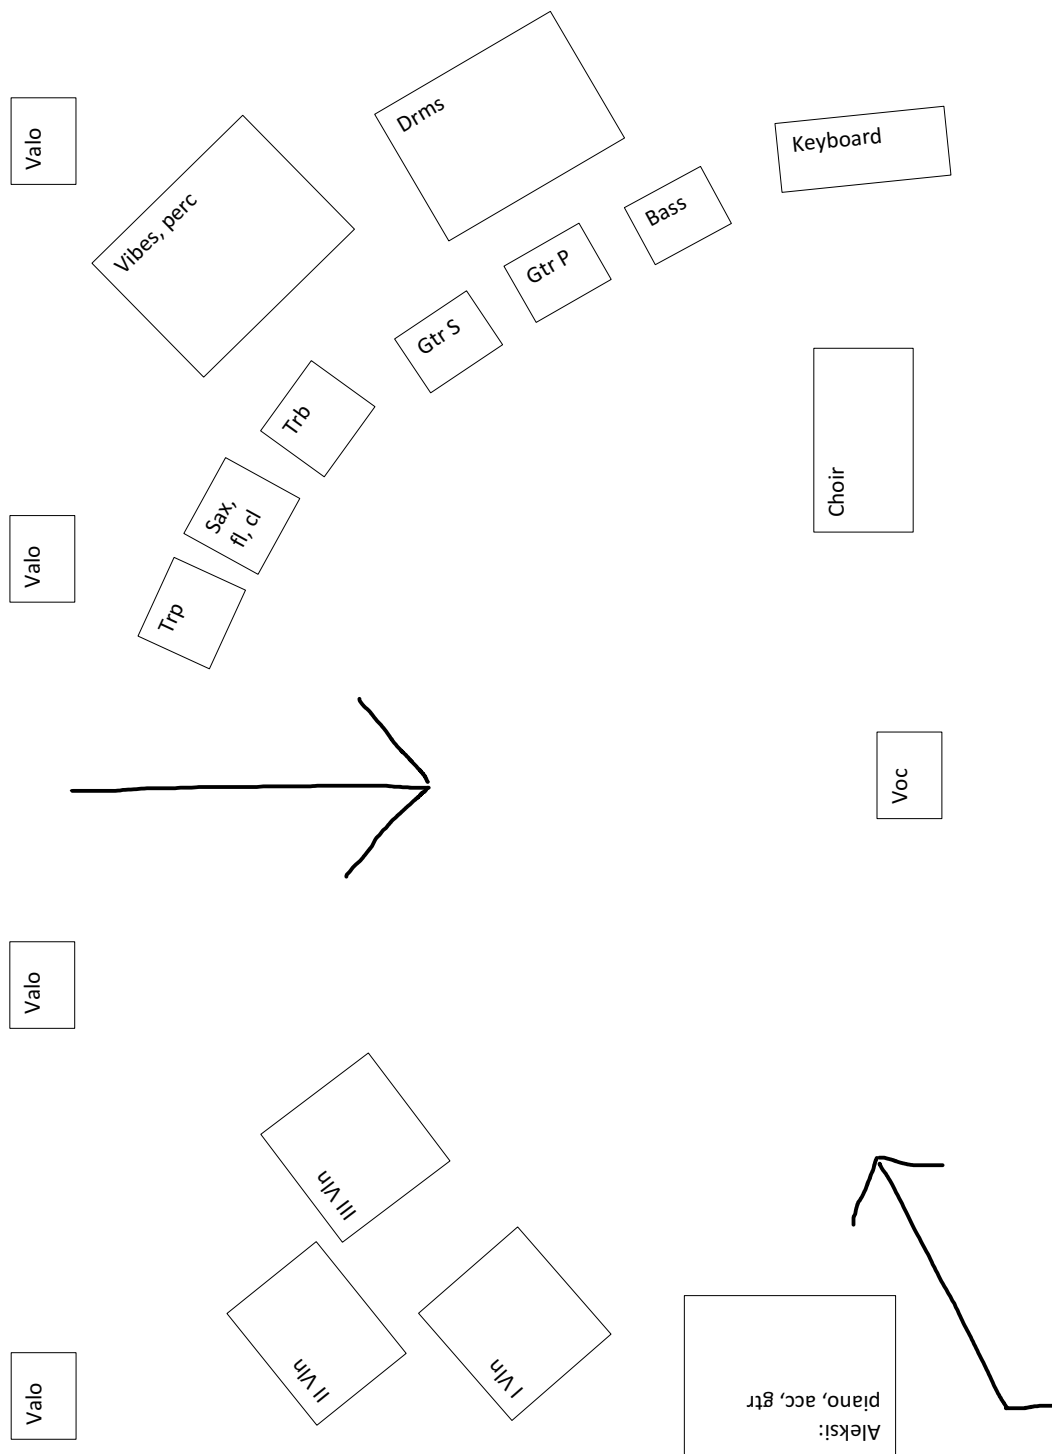 Valo
Drms
Keyboard
Vibes, perc
Bass
Gtr P
Gtr S
Trb
Choir
Sax,
fl, cl
Valo
Trp
Voc
Valo
III Vln
II Vln
I Vln
Valo
Aleksi:
piano, acc gtr